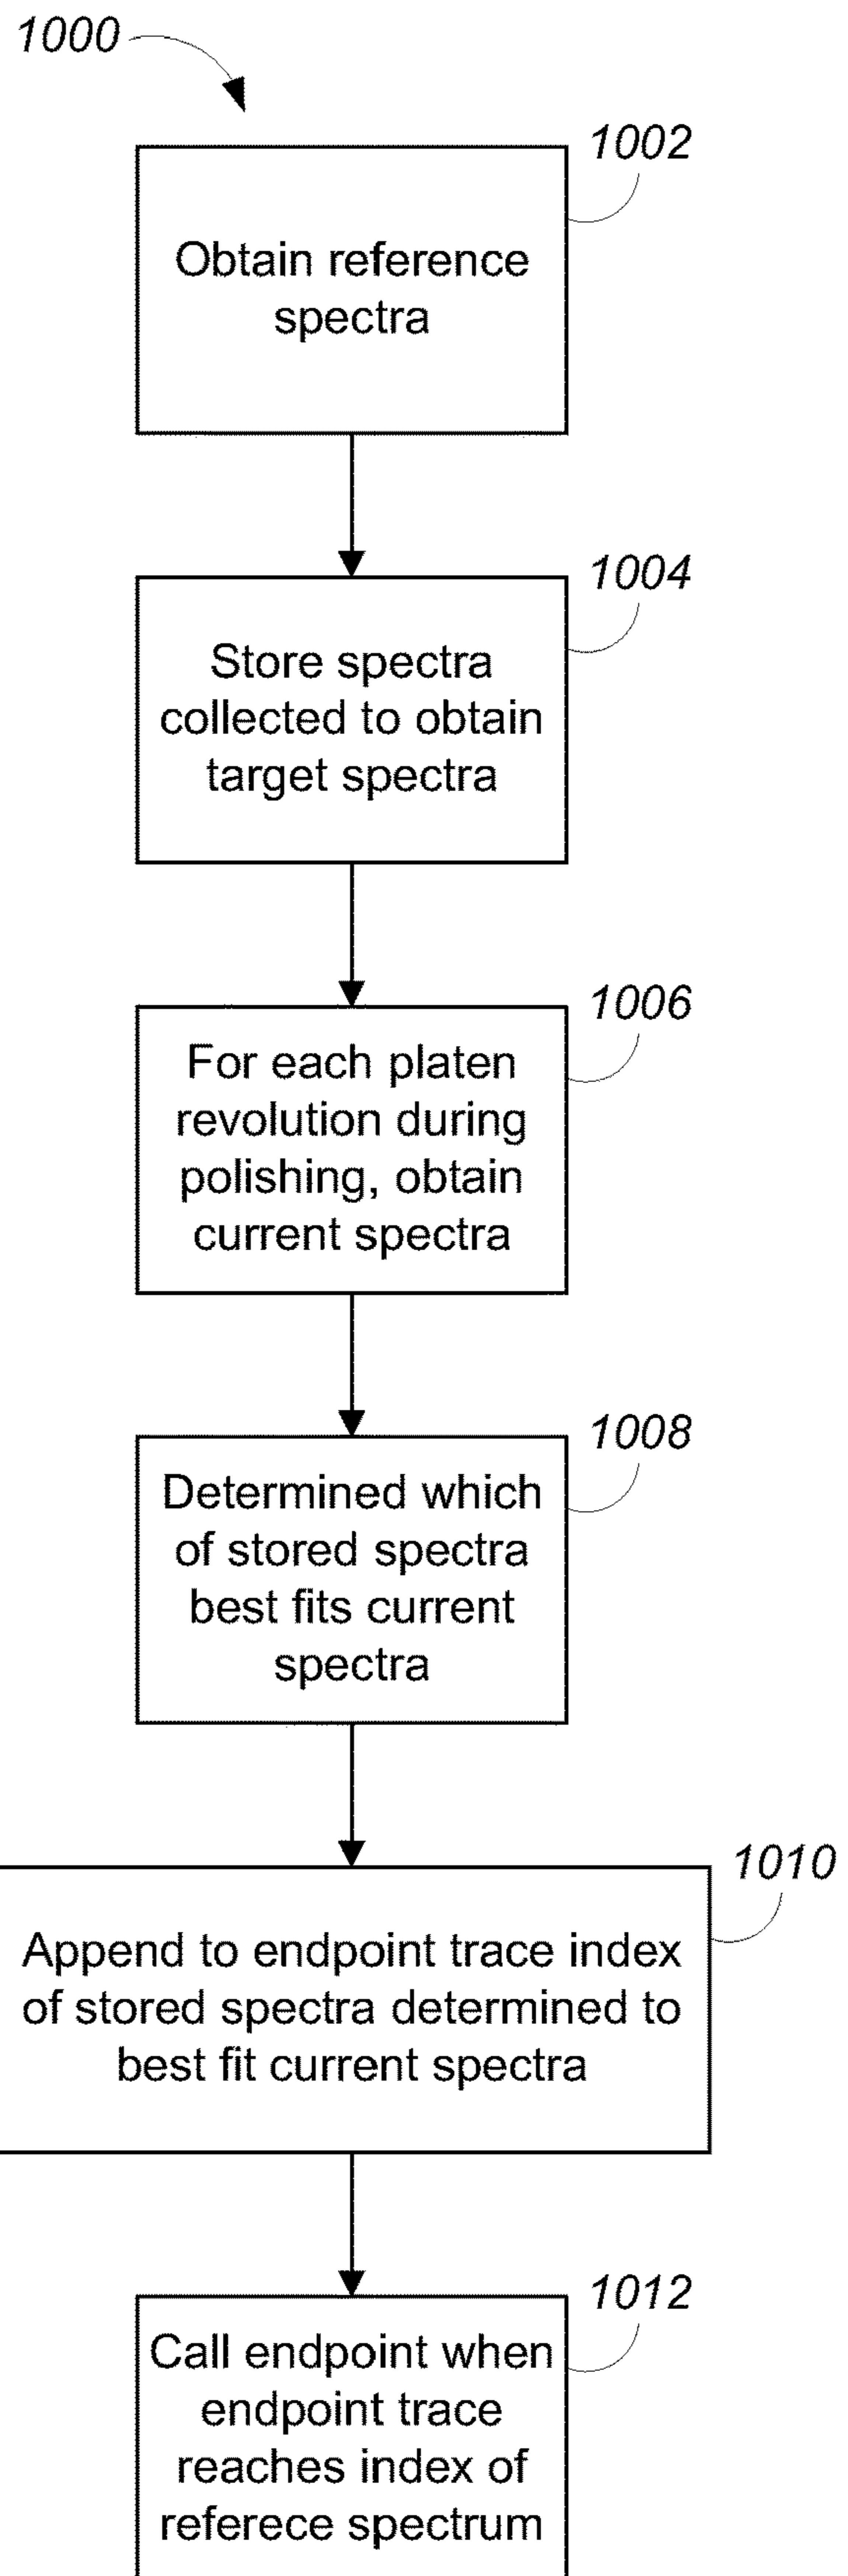 1000
1002
Obtain reference
spectra
1004
Store spectra
collected to obtain
target spectra
1006
For each platen
revolution during
polishing, obtain
current spectra
1008
Determined which
of stored spectra
best fits current
spectra
1010
Append to endpoint trace index
of stored spectra determined to
best fit current spectra
1012
Call endpoint when
endpoint trace
reaches index of
referece spectrum